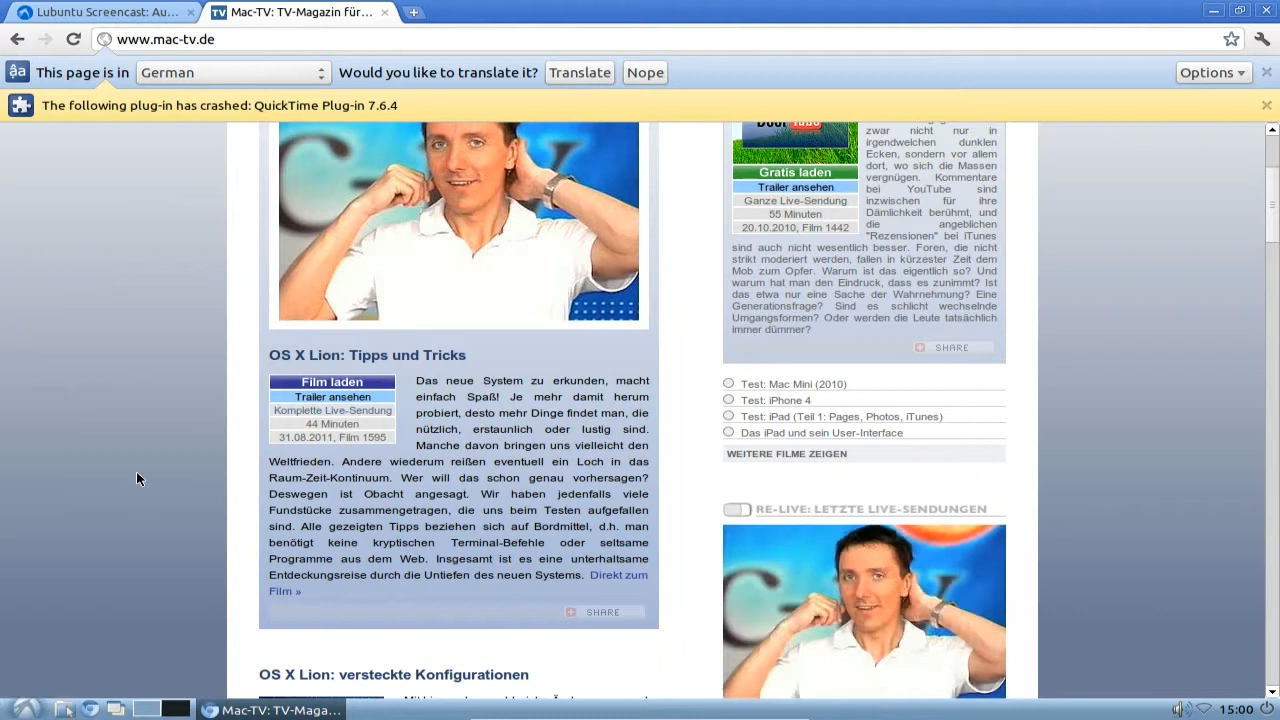 Lubuntu Screencast: Au...
Mac-TV: TV-Magazin für...
www.mac-tv.de
This page is in
German
Would you like to translate it?
Translate
Nope
Options
The following plug-in has crashed: QuickTime Plug-in 7.6.4
OS X Lion: Tipps und Tricks
Film laden
Trailer ansehen
Komplette Live-Sendung
44 Minuten
31.08.2011, Film 1595
Das neue System zu erkunden, macht
einfach Spaß! Je mehr damit herum
probiert, desto mehr Dinge findet man, die
nützlich, erstaunlich oder lustig sind.
Manche davon bringen uns vielleicht den
Weltfrieden. Andere wiederum reißen eventuell ein Loch in das
Raum-Zeit-Kontinuum. Wer will das schon genau vorhersagen?
Deswegen ist Obacht angesagt. Wir haben jedenfalls viele
Fundstücke zusammengetragen, die uns beim Testen aufgefallen
sind. Alle gezeigten Tipps beziehen sich auf Bordmittel, d.h. man
benötigt keine kryptischen Terminal-Befehle oder seltsame
Programme aus dem Web. Insgesamt ist es eine unterhaltsame
Entdeckungsreise durch die Untiefen des neuen Systems. Direkt zum
Film »
SHARE
OS X Lion: versteckte Konfigurationen
Gratis laden
Trailer ansehen
Ganze Live-Sendung
55 Minuten
20.10.2010, Film 1442
zwar nicht nur in
irgendwelchen dunklen
Ecken, sondern vor allem
dort, wo sich die Massen
vergnügen. Kommentare
bei YouTube sind
inzwischen für ihre
Dämlichkeit berühmt, und
die angeblichen
"Rezensionen" bei iTunes
sind auch nicht wesentlich besser. Foren, die nicht
strikt moderiert werden, fallen in kürzester Zeit dem
Mob zum Opfer. Warum ist das eigentlich so? Und
warum hat man den Eindruck, dass es zunimmt? Ist
das etwa nur eine Sache der Wahrnehmung? Eine
Generationsfrage? Sind es schlicht wechselnde
Umgangsformen? Oder werden die Leute tatsächlich
immer dümmer?
SHARE
Test: Mac Mini (2010)
Test: iPhone 4
Test: iPad (Teil 1: Pages, Photos, iTunes)
Das iPad und sein User-Interface
WEITERE FILME ZEIGEN
RE-LIVE: LETZTE LIVE-SENDUNGEN
Mac-TV: TV-Maga...
15:00